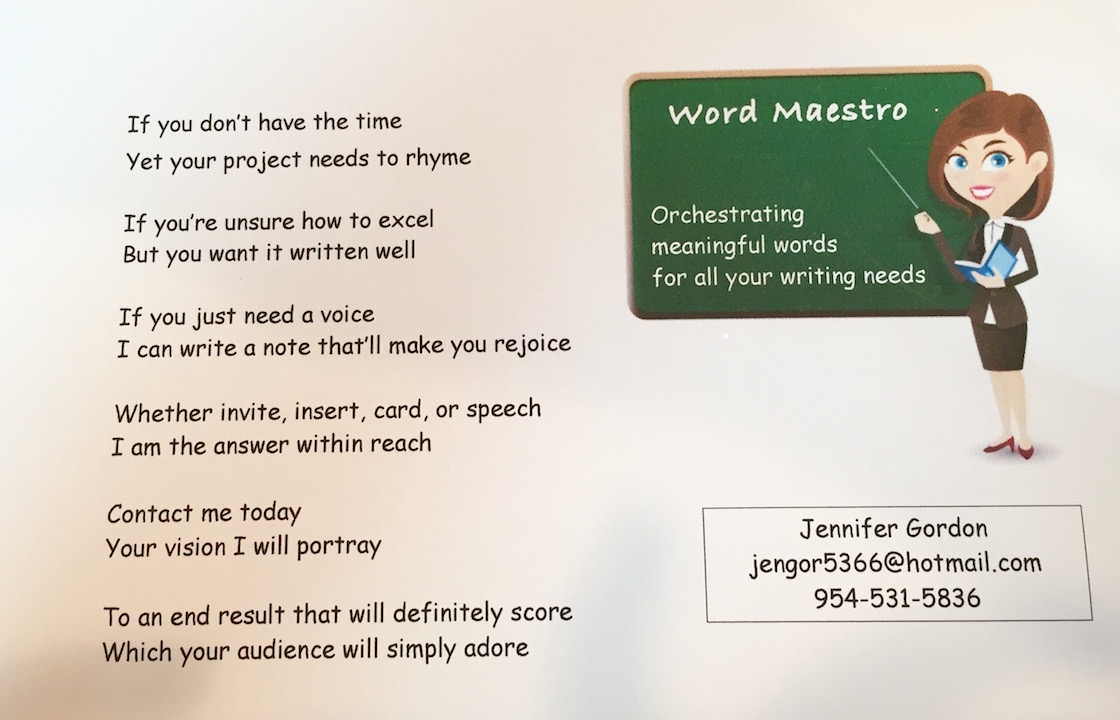 If you don't have the time
Yet your project needs to rhyme
If you're unsure how to excel
But you want it written well
If you just need a voice
I can write a note that'll make you rejoice
Whether invite, insert, card, or speech
I am the answer within reach
Contact me today
Your vision I will portray
To an end result that will definitely score
Which your audience will simply adore
Word Maestro
Orchestrating
meaningful words
for all your writing needs
Jennifer Gordon
jengor5366@hotmail.com
954-531-5836